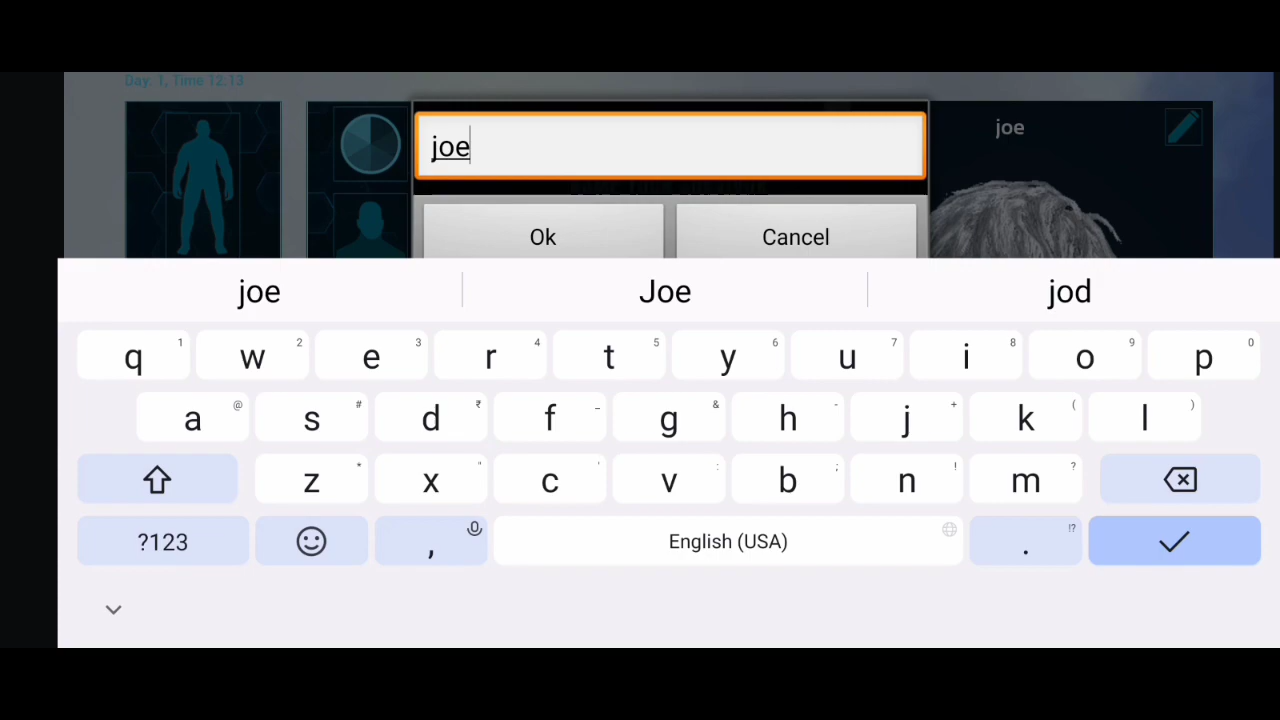 Day. 1, Time 12:13
joe
joe
Ok Cancel
joe Joe jod
q 1 w 2 e 3 r 4 t 5 y 6 u 7 i 8 o 9 p 0
a @ s # d ₹ f _ g & h - j + k ( l )
z * x " c ' v : b ; n ! m ?
?123 , English (USA) . !?